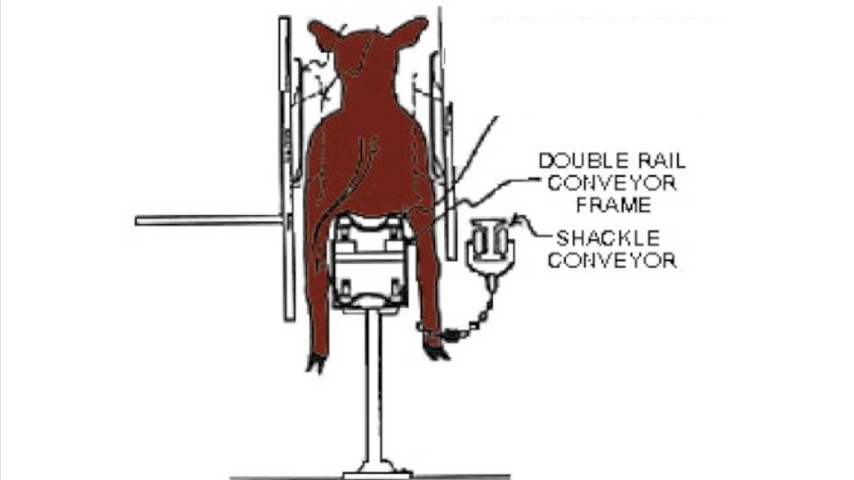 DOUBLE RAIL
CONVEYOR
FRAME
SHACKLE
CONVEYOR